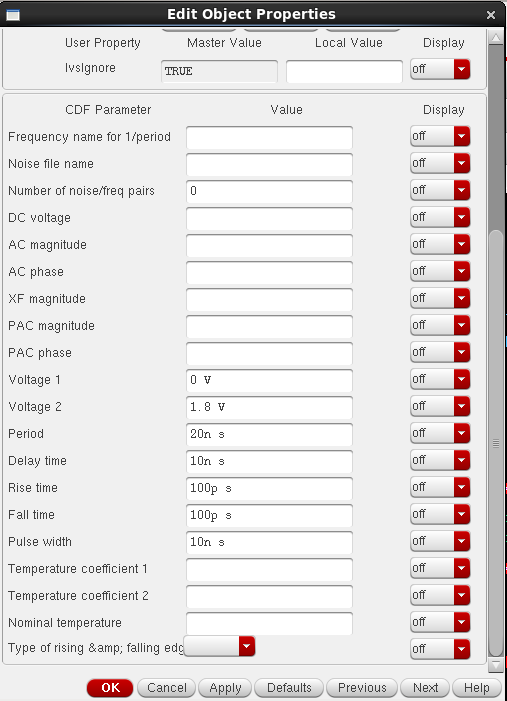 Edit Object Properties
User Property Master Value Local Value Display
lvsIgnore TRUE off
CDF Parameter Value Display
Frequency name for 1/period off
Noise file name off
Number of noise/freq pairs 0 off
DC voltage off
AC magnitude off
AC phase off
XF magnitude off
PAC magnitude off
PAC phase off
Voltage 1 0 V off
Voltage 2 1.8 V off
Period 20n s off
Delay time 10n s off
Rise time 100p s off
Fall time 100p s off
Pulse width 10n s off
Temperature coefficient 1 off
Temperature coefficient 2 off
Nominal temperature off
Type of rising &amp; falling edg off
OK Cancel Apply Defaults Previous Next Help